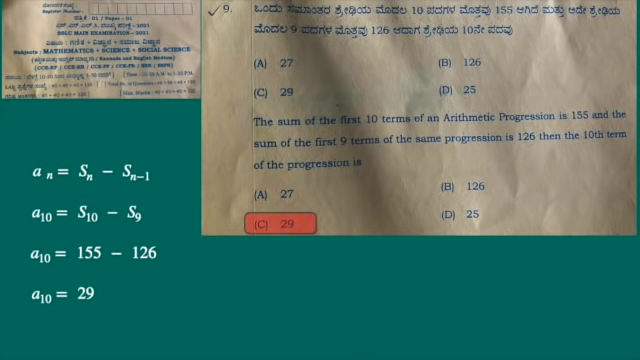 ಪತ್ರಿಕೆ - 01 / Paper - 01
SSLC MAIN EXAMINATION - 2021
Subjects : MATHEMATICS + SCIENCE + SOCIAL SCIENCE
9. ಒಂದು ಸಮಾಂತರ ಶ್ರೇಢಿಯ ಮೊದಲ 10 ಪದಗಳ ಮೊತ್ತವು 155 ಆಗಿದೆ ಮತ್ತು ಅದೇ ಶ್ರೇಢಿಯ
ಮೊದಲ 9 ಪದಗಳ ಮೊತ್ತವು 126 ಆದಾಗ ಶ್ರೇಢಿಯ 10ನೇ ಪದವು
(A) 27 (B) 126
(C) 29 (D) 25
The sum of the first 10 terms of an Arithmetic Progression is 155 and the
sum of the first 9 terms of the same progression is 126 then the 10th term
of the progression is
(A) 27 (B) 126
(C) 29 (D) 25
a n = Sn − Sn−1
a10 = S10 − S9
a10 = 155 − 126
a10 = 29